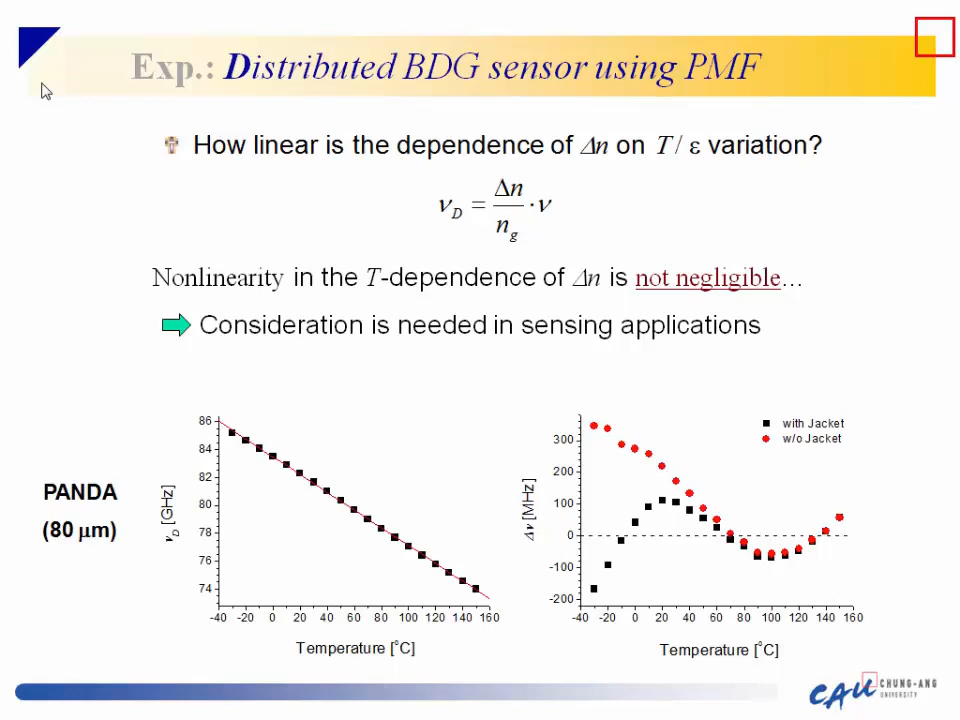 Exp.: Distributed BDG sensor using PMF
How linear is the dependence of Δn on T / ε variation?
ν_D = Δn / n_g · ν
Nonlinearity in the T-dependence of Δn is not negligible...
Consideration is needed in sensing applications
PANDA
(80 μm)
ν_D [GHz]
86
84
82
80
78
76
74
-40 -20 0 20 40 60 80 100 120 140 160
Temperature [°C]
Δν [MHz]
300
200
100
0
-100
-200
with Jacket
w/o Jacket
-40 -20 0 20 40 60 80 100 120 140 160
Temperature [°C]
CAU CHUNG-ANG
UNIVERSITY